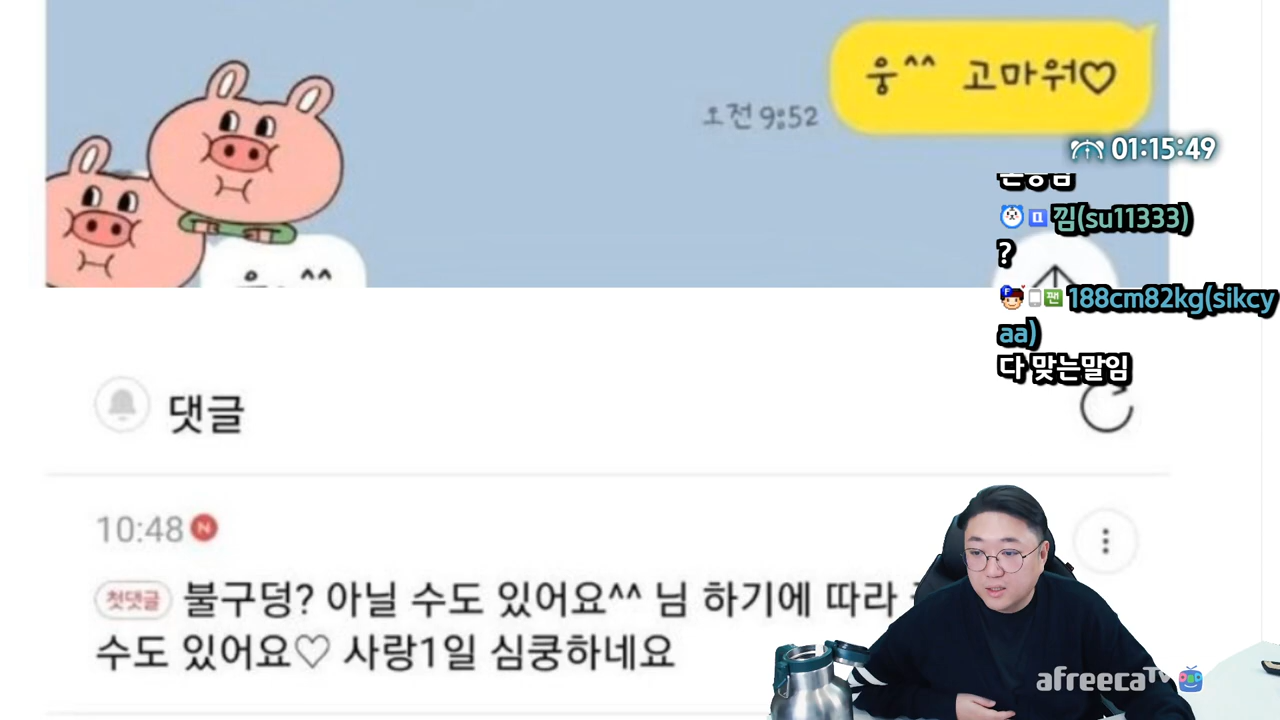 웅^^ 고마워♡
오전 9:52
01:15:49
낌(su11333)
?
팬 188cm82kg(sikcy
aa)
다 맞는말임
댓글
10:48 N
첫댓글 불구덩? 아닐 수도 있어요^^ 님 하기에 따라
수도 있어요♡ 사랑1일 심쿵하네요
afreecaTV